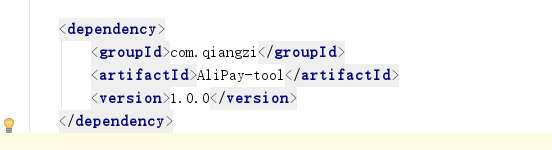 <dependency>
<groupId>com.qiangzi</groupId>
<artifactId>AliPay-tool</artifactId>
<version>1.0.0</version>
</dependency>